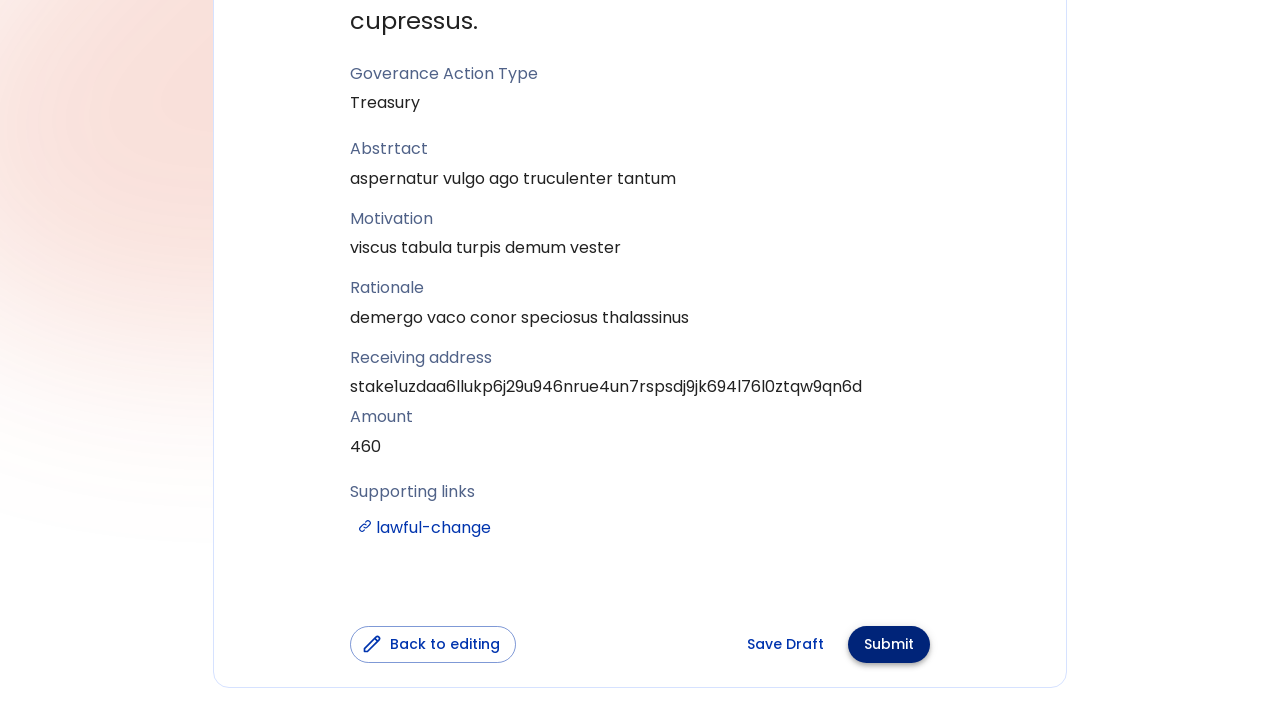 cupressus.
Goverance Action Type
Treasury
Abstrtact
aspernatur vulgo ago truculenter tantum
Motivation
viscus tabula turpis demum vester
Rationale
demergo vaco conor speciosus thalassinus
Receiving address
stake1uzdaa6llukp6j29u946nrue4un7rspsdj9jk694l76l0ztqw9qn6d
Amount
460
Supporting links
lawful-change
Back to editing
Save Draft
Submit